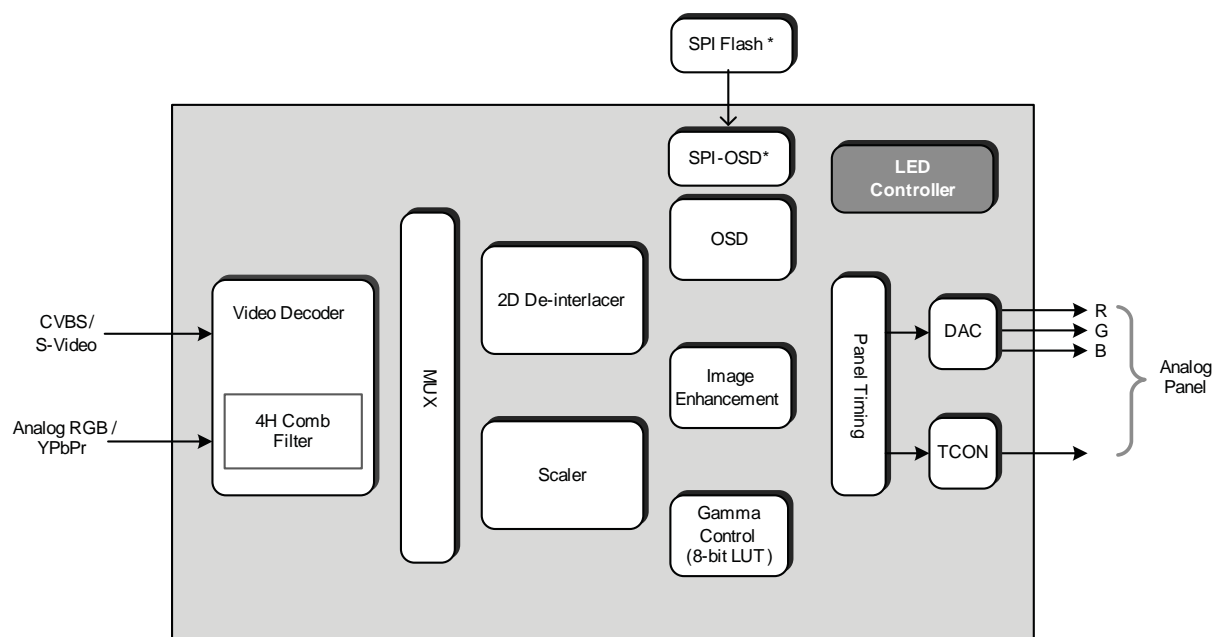 SPI Flash *
SPI-OSD*
LED
Controller
OSD
2D De-interlacer
Video Decoder
CVBS/
S-Video
MUX
Panel Timing
DAC
R
G
B
Analog
Panel
Image
Enhancement
4H Comb
Filter
Analog RGB /
YPbPr
Scaler
TCON
Gamma
Control
(8-bit LUT )